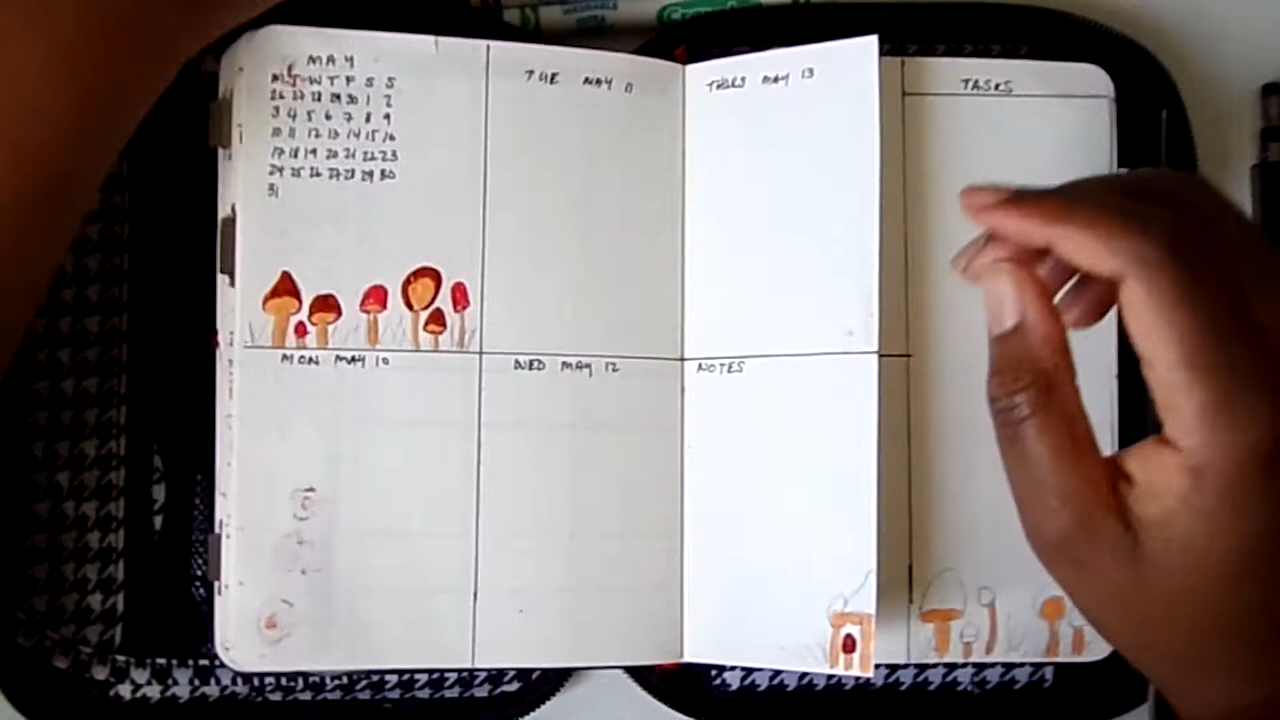 MAY
M T W T F S S
26 27 28 29 30 1 2
3 4 5 6 7 8 9
10 11 12 13 14 15 16
17 18 19 20 21 22 23
24 25 26 27 28 29 30
31
MON MAY 10
TUE MAY 11
WED MAY 12
THURS MAY 13
NOTES
TASKS
WASHABLE
Crayola